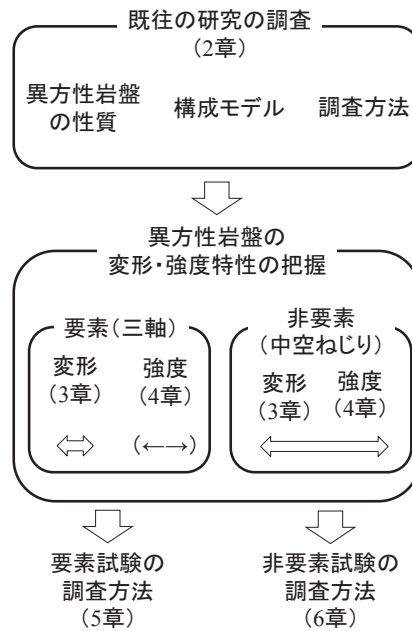 既往の研究の調査
(2章)
異方性岩盤
の性質
構成モデル
調査方法
異方性岩盤の
変形・強度特性の把握
要素(三軸)
変形
(3章)
強度
(4章)
(←→)
非要素
(中空ねじり)
変形
(3章)
強度
(4章)
要素試験の
調査方法
(5章)
非要素試験の
調査方法
(6章)